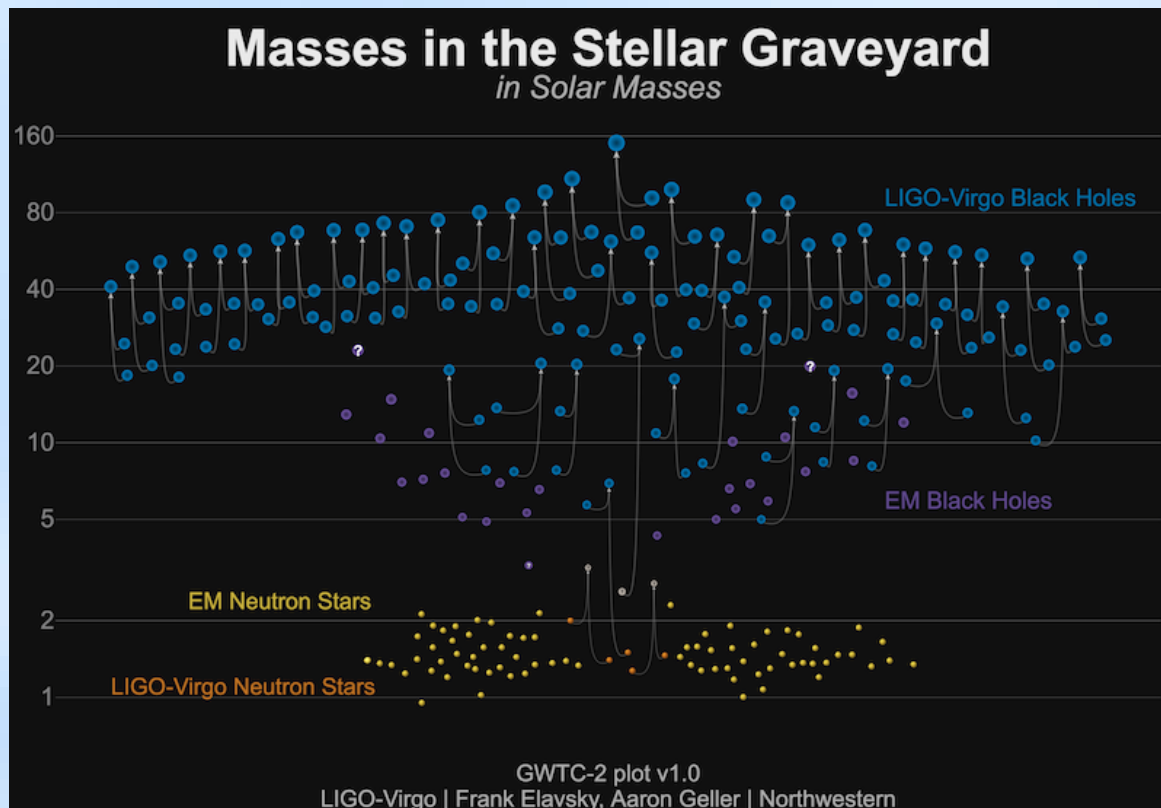 Masses in the Stellar Graveyard
in Solar Masses
160
80
LIGO-Virgo Black Holes
40
20
?
?
10
5
EM Black Holes
EM Neutron Stars
2
LIGO-Virgo Neutron Stars
1
GWTC-2 plot v1.0
LIGO-Virgo | Frank Elavsky, Aaron Geller | Northwestern